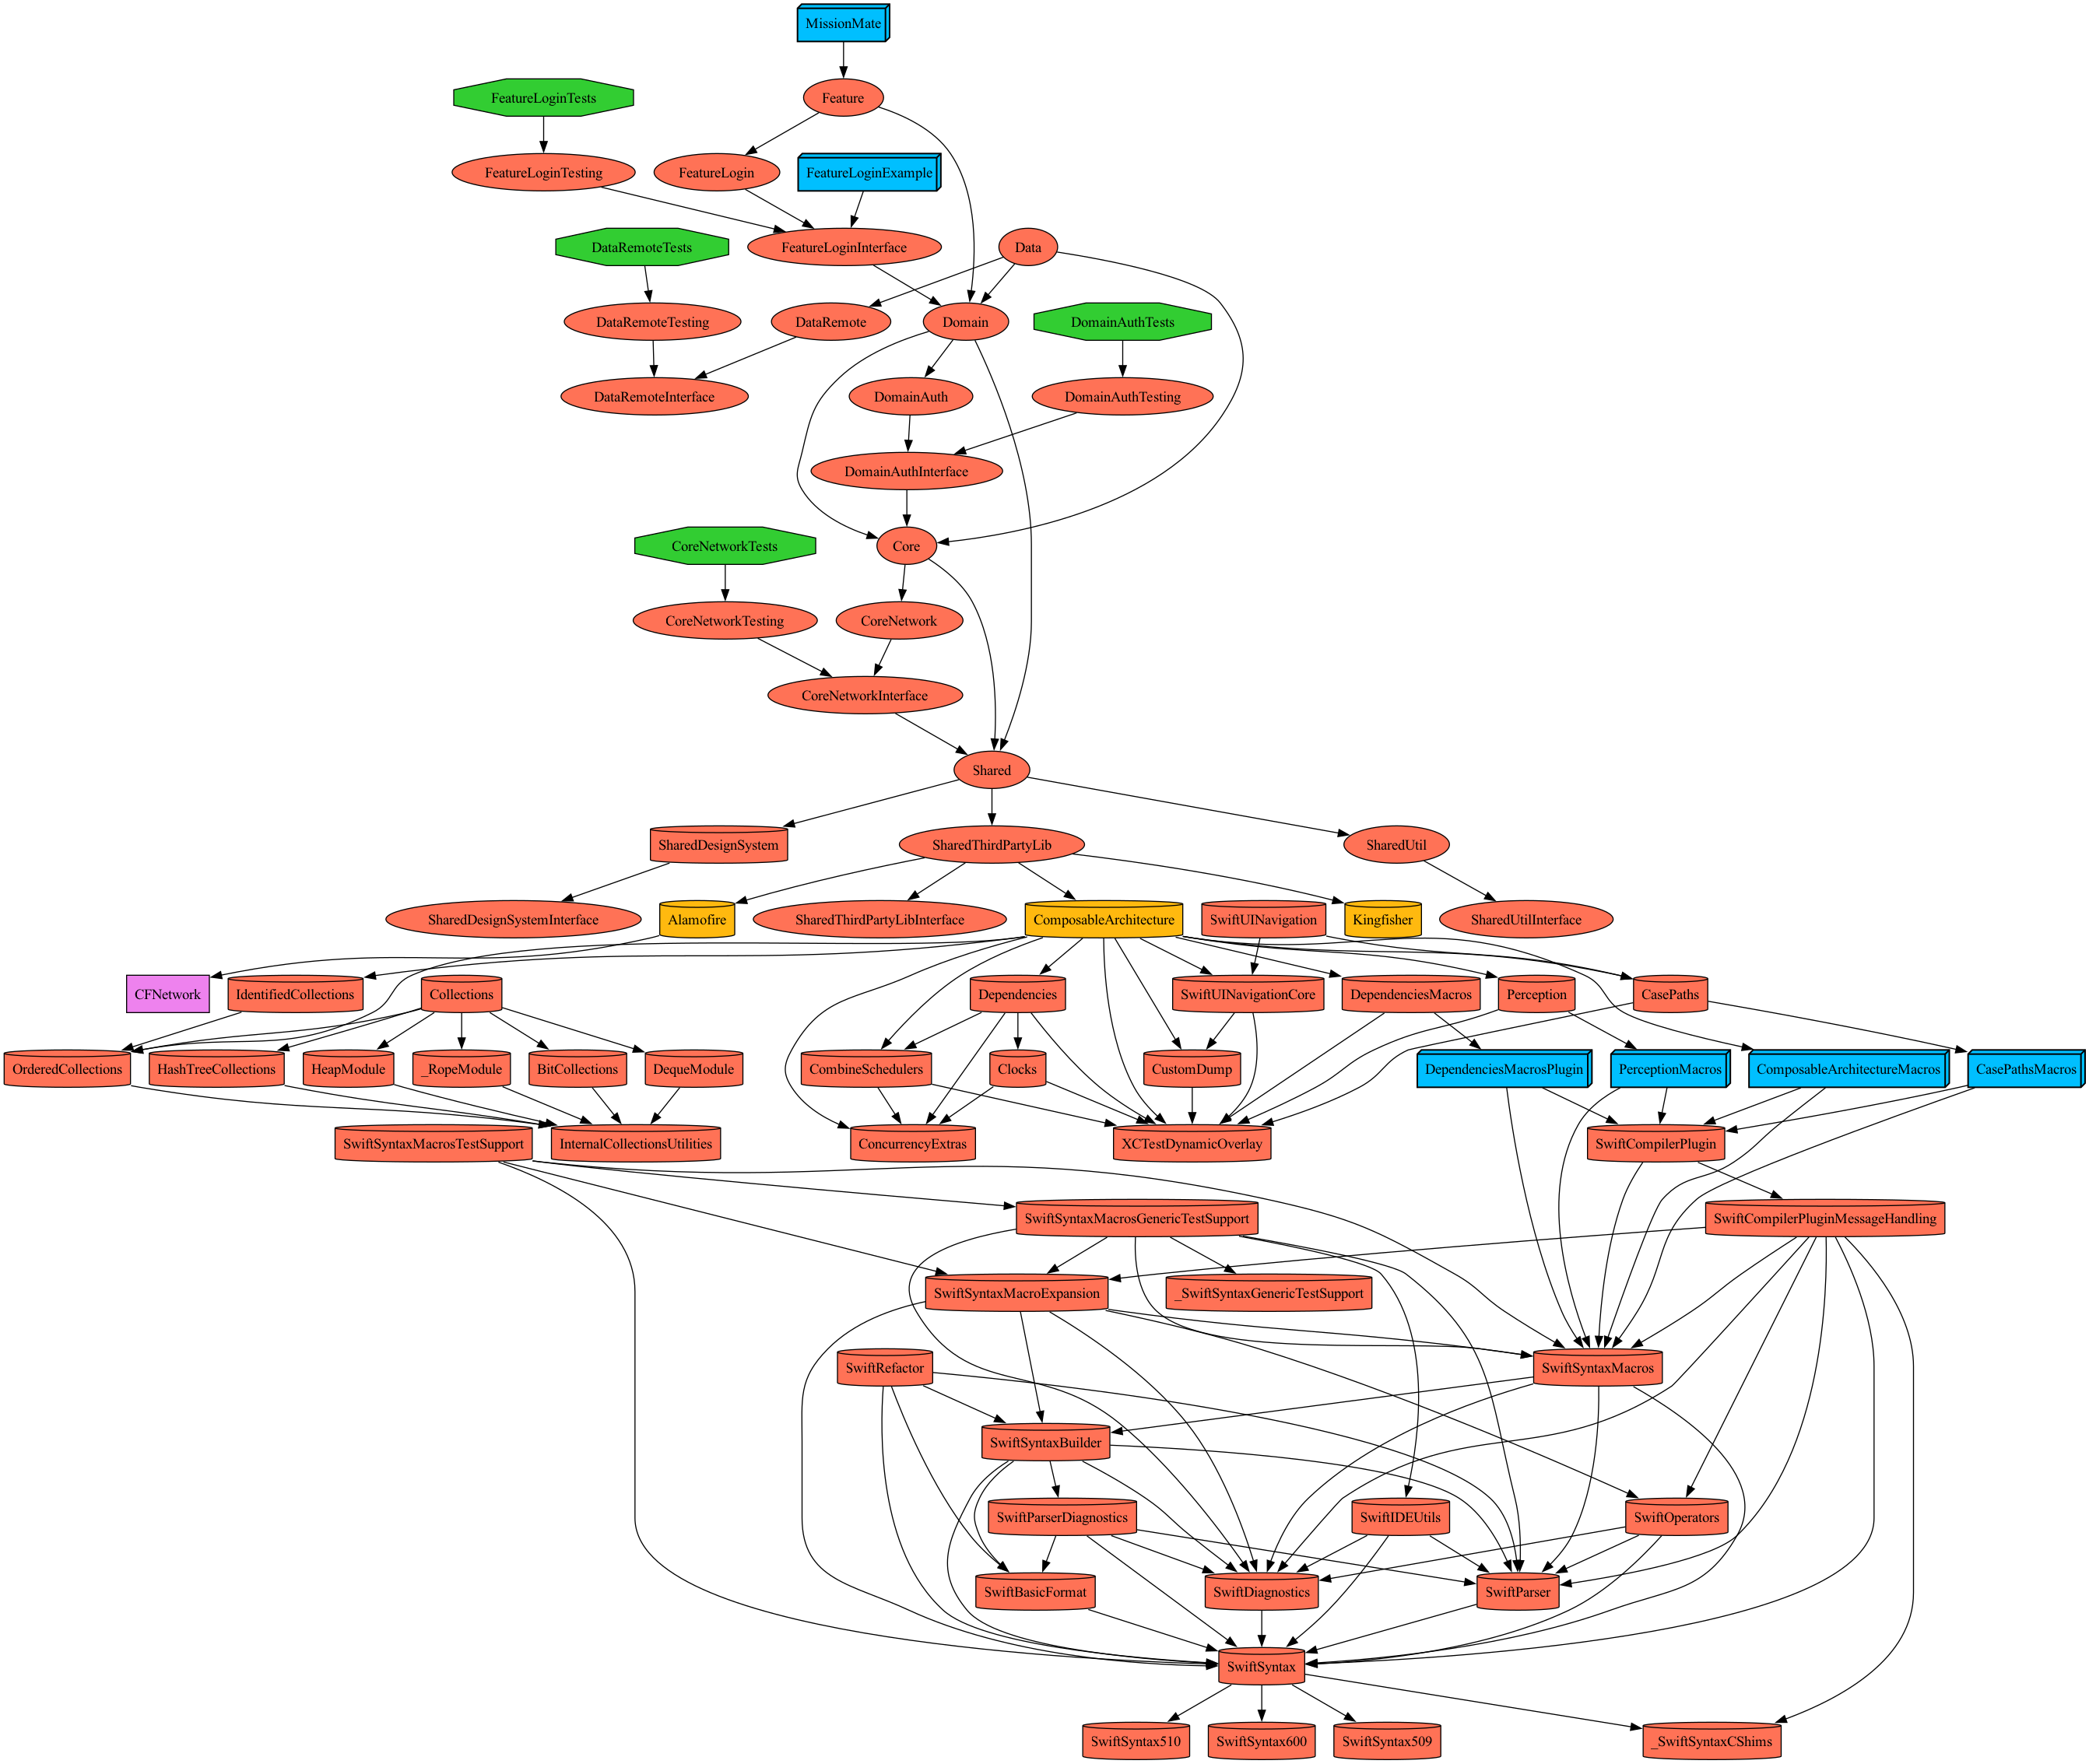 MissionMate
FeatureLoginTests
Feature
FeatureLoginTesting
FeatureLogin
FeatureLoginExample
DataRemoteTests
FeatureLoginInterface
Data
DataRemoteTesting
DataRemote
Domain
DomainAuthTests
DataRemoteInterface
DomainAuth
DomainAuthTesting
DomainAuthInterface
CoreNetworkTests
Core
CoreNetworkTesting
CoreNetwork
CoreNetworkInterface
Shared
SharedDesignSystem
SharedThirdPartyLib
SharedUtil
SharedDesignSystemInterface
Alamofire
SharedThirdPartyLibInterface
ComposableArchitecture
SwiftUINavigation
Kingfisher
SharedUtilInterface
CFNetwork
IdentifiedCollections
Collections
Dependencies
SwiftUINavigationCore
DependenciesMacros
Perception
CasePaths
OrderedCollections
HashTreeCollections
HeapModule
_RopeModule
BitCollections
DequeModule
CombineSchedulers
Clocks
CustomDump
DependenciesMacrosPlugin
PerceptionMacros
ComposableArchitectureMacros
CasePathsMacros
SwiftSyntaxMacrosTestSupport
InternalCollectionsUtilities
ConcurrencyExtras
XCTestDynamicOverlay
SwiftCompilerPlugin
SwiftSyntaxMacrosGenericTestSupport
SwiftCompilerPluginMessageHandling
SwiftSyntaxMacroExpansion
_SwiftSyntaxGenericTestSupport
SwiftRefactor
SwiftSyntaxMacros
SwiftSyntaxBuilder
SwiftParserDiagnostics
SwiftIDEUtils
SwiftOperators
SwiftBasicFormat
SwiftDiagnostics
SwiftParser
SwiftSyntax
SwiftSyntax510
SwiftSyntax600
SwiftSyntax509
_SwiftSyntaxCShims